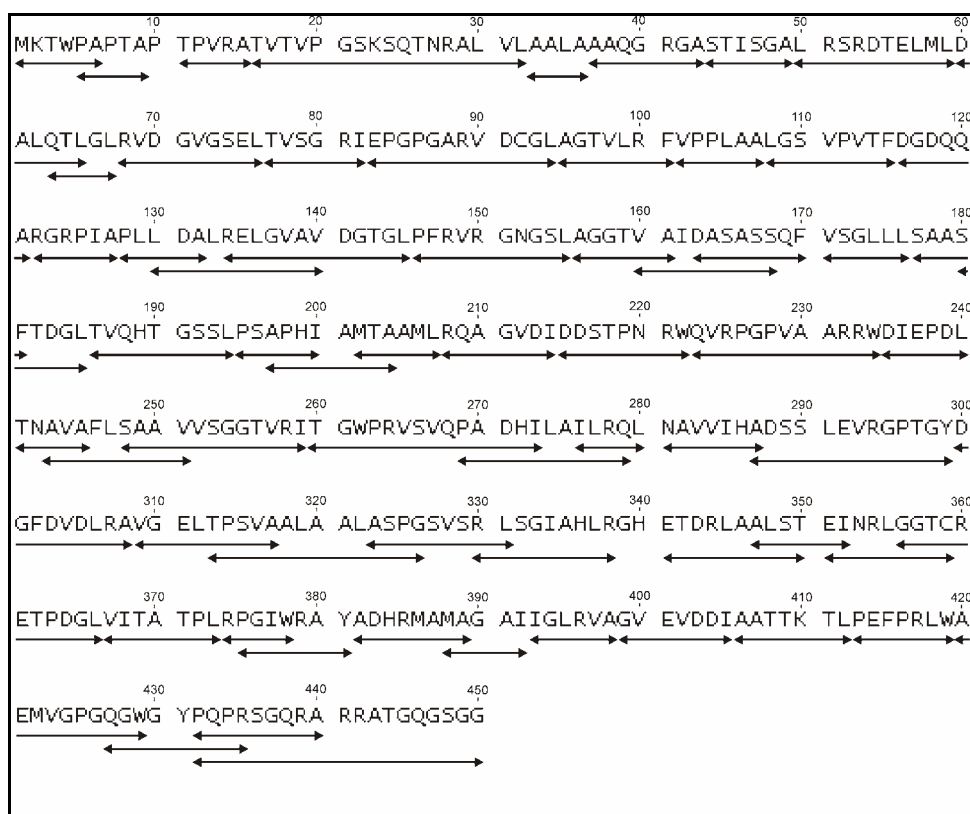 10 20 30 40 50 60
MKTWPAPTAP TPVRATVTVP GSKSQTNRAL VLAALAAAQG RGASTISGAL RSRDTELMLD
70 80 90 100 110 120
ALQTLGLRVD GVGSELTVSG RIEPGPGARV DCGLAGTVLR FVPPLAALGS VPVTFDGDQQ
130 140 150 160 170 180
ARGRPIAPLL DALRELGVAV DGTGLPFRVR GNGSLAGGTV AIDASASSQF VSGLLLSAAS
190 200 210 220 230 240
FTDGLTVQHT GSSLPSAPHI AMTAAMLRQA GVDIDDSTPN RWQVRPGPVA ARRWDIEPDL
250 260 270 280 290 300
TNAVAFLSAA VVSGGTVRIT GWPRVSVQPA DHILAILRQL NAVVIHADSS LEVRGPTGYD
310 320 330 340 350 360
GFDVDLRAVG ELTPSVAALA ALASPGSVSR LSGIAHLRGH ETDRLAALST EINRLGGTCR
370 380 390 400 410 420
ETPDGLVITA TPLRPGIWRA YADHRMAMAG AIIGLRVAGV EVDDIAATTK TLPEFPRLWA
430 440 450
EMVGPGQGWG YPQPRSGQRA RRATGQGSGG